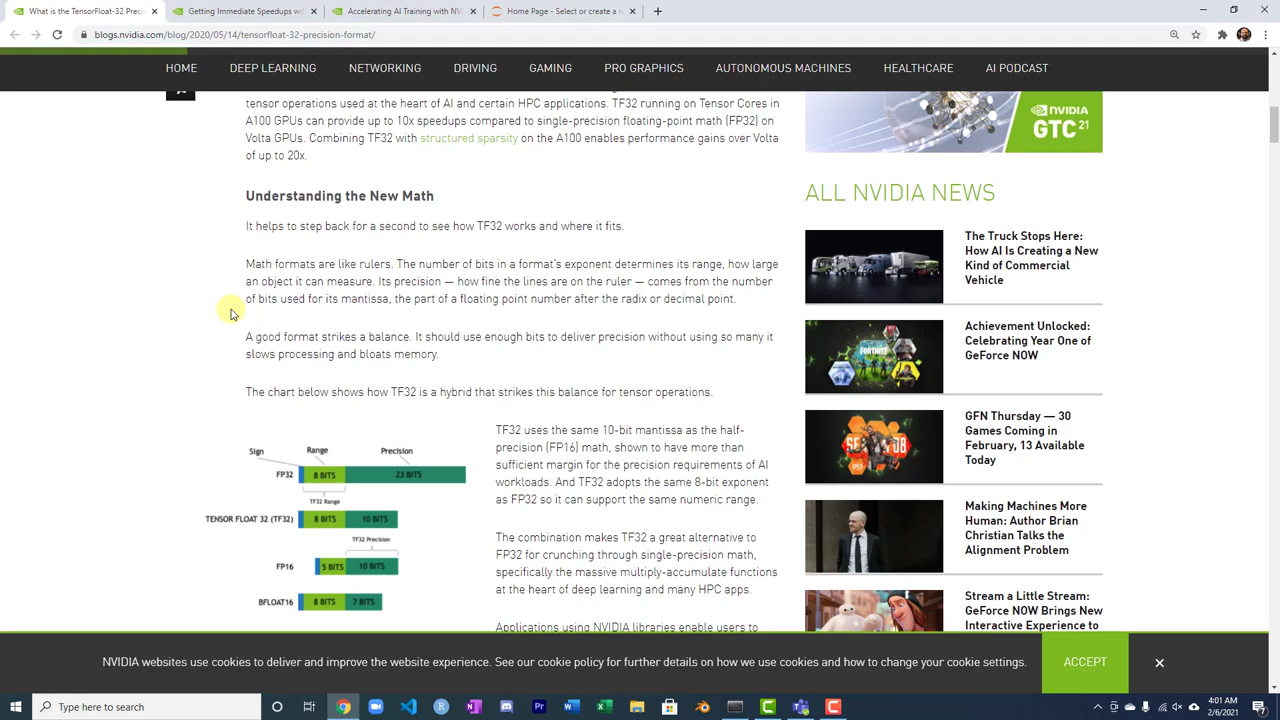 What is the TensorFloat-32 Precisi
Getting Immediate Speedups wit
Accelerating AI Training with NV
Home Page - Select or create a n
blogs.nvidia.com/blog/2020/05/14/tensorfloat-32-precision-format/
HOME DEEP LEARNING NETWORKING DRIVING GAMING PRO GRAPHICS AUTONOMOUS MACHINES HEALTHCARE AI PODCAST
tensor operations used at the heart of AI and certain HPC applications. TF32 running on Tensor Cores in
A100 GPUs can provide up to 10x speedups compared to single-precision floating-point math (FP32) on
Volta GPUs. Combining TF32 with structured sparsity on the A100 enables performance gains over Volta
of up to 20x.
Understanding the New Math
It helps to step back for a second to see how TF32 works and where it fits.
Math formats are like rulers. The number of bits in a format's exponent determines its range, how large
an object it can measure. Its precision — how fine the lines are on the ruler — comes from the number
of bits used for its mantissa, the part of a floating point number after the radix or decimal point.
A good format strikes a balance. It should use enough bits to deliver precision without using so many it
slows processing and bloats memory.
The chart below shows how TF32 is a hybrid that strikes this balance for tensor operations.
Sign Range Precision
FP32 8 BITS 23 BITS
TF32 Range
TENSOR FLOAT 32 (TF32) 8 BITS 10 BITS
TF32 Precision
FP16 5 BITS 10 BITS
BFLOAT16 8 BITS 7 BITS
TF32 uses the same 10-bit mantissa as the half-
precision (FP16) math, shown to have more than
sufficient margin for the precision requirements of AI
workloads. And TF32 adopts the same 8-bit exponent
as FP32 so it can support the same numeric range.
The combination makes TF32 a great alternative to
FP32 for crunching through single-precision math,
specifically the massive multiply-accumulate functions
at the heart of deep learning and many HPC apps.
Applications using NVIDIA libraries enable users to
NVIDIA
GTC 21
ALL NVIDIA NEWS
The Truck Stops Here:
How AI Is Creating a New
Kind of Commercial
Vehicle
Achievement Unlocked:
Celebrating Year One of
GeForce NOW
GFN Thursday — 30
Games Coming in
February, 13 Available
Today
Making Machines More
Human: Author Brian
Christian Talks the
Alignment Problem
Stream a Little Stream:
GeForce NOW Brings New
Interactive Experience to
NVIDIA websites use cookies to deliver and improve the website experience. See our cookie policy for further details on how we use cookies and how to change your cookie settings.
ACCEPT
Type here to search
4:01 AM
2/6/2021